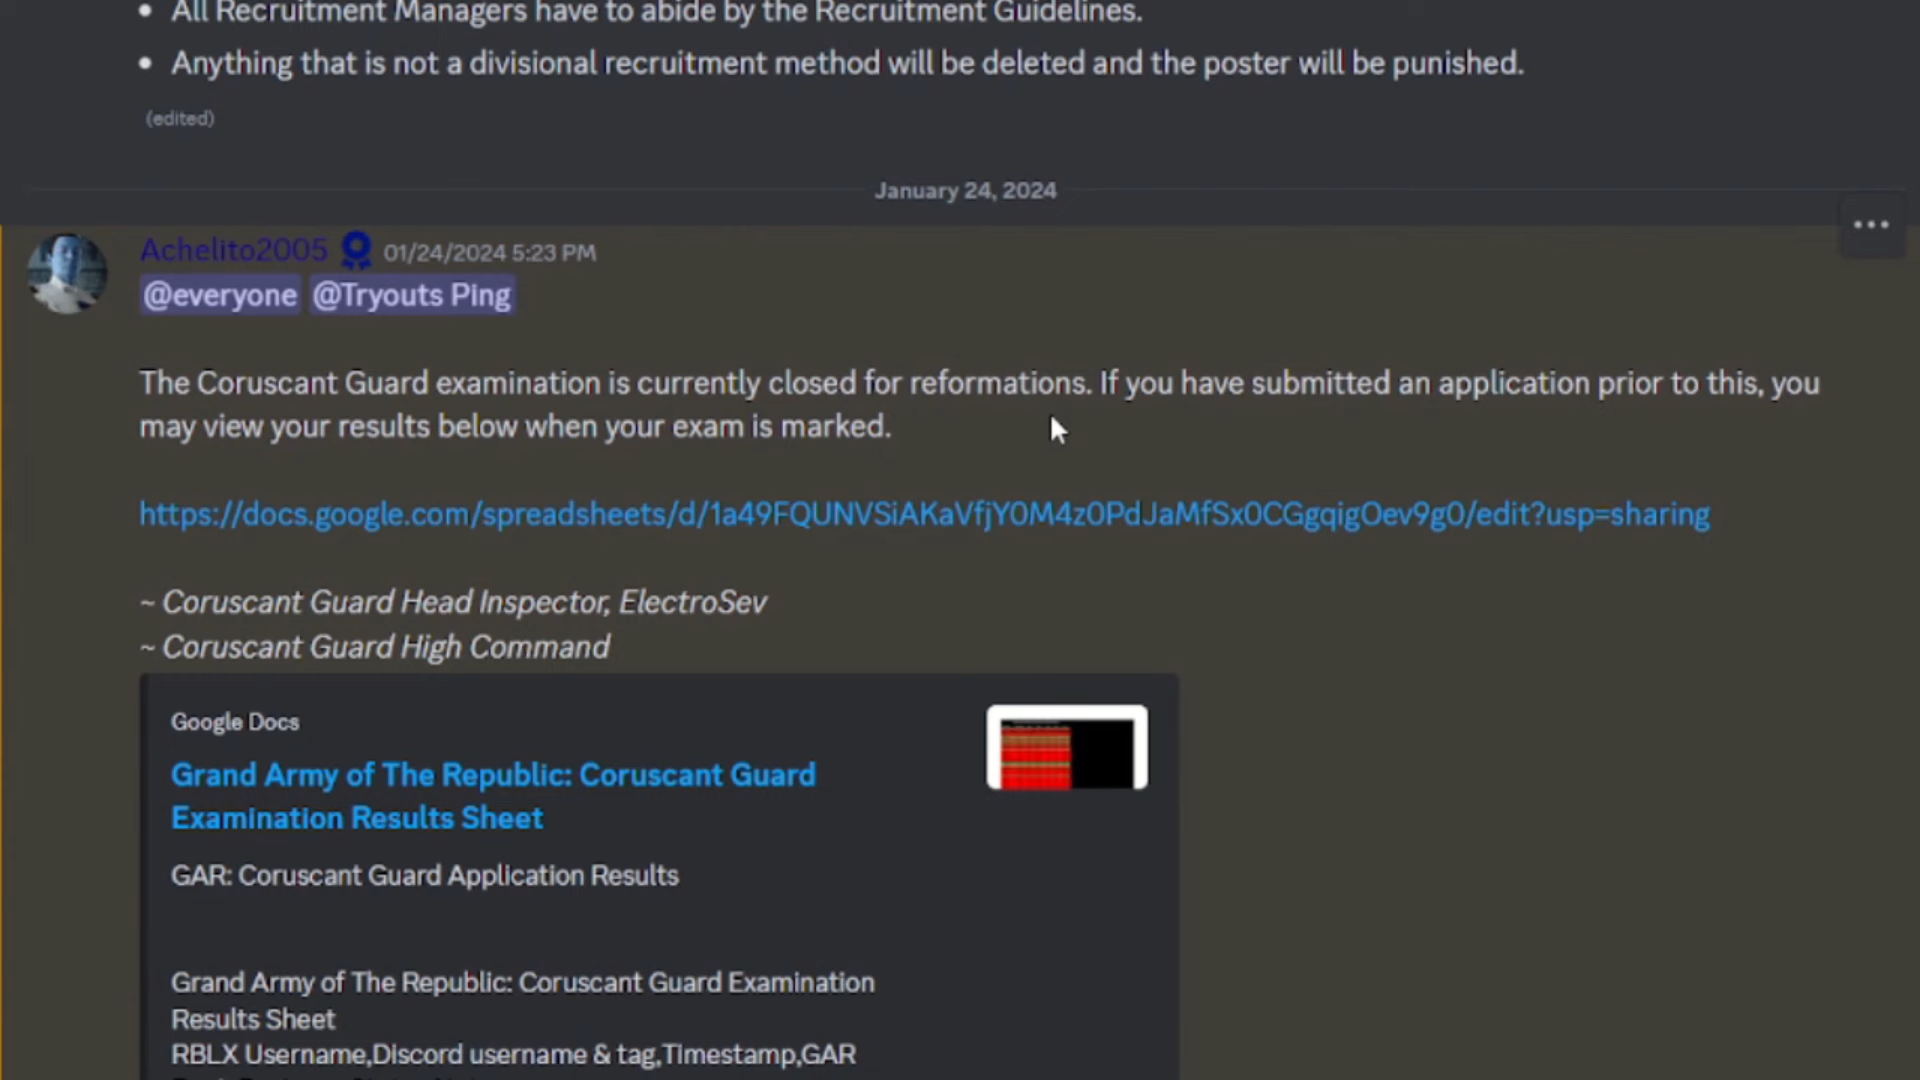 • All Recruitment Managers have to abide by the Recruitment Guidelines.
• Anything that is not a divisional recruitment method will be deleted and the poster will be punished.
(edited)
January 24, 2024
Achelito2005 01/24/2024 5:23 PM
@everyone @Tryouts Ping
The Coruscant Guard examination is currently closed for reformations. If you have submitted an application prior to this, you
may view your results below when your exam is marked.
https://docs.google.com/spreadsheets/d/1a49FQUNVSiAKaVfjY0M4z0PdJaMfSx0CGgqigOev9g0/edit?usp=sharing
~ Coruscant Guard Head Inspector, ElectroSev
~ Coruscant Guard High Command
Google Docs
Grand Army of The Republic: Coruscant Guard
Examination Results Sheet
GAR: Coruscant Guard Application Results
Grand Army of The Republic: Coruscant Guard Examination
Results Sheet
RBLX Username,Discord username & tag,Timestamp,GAR